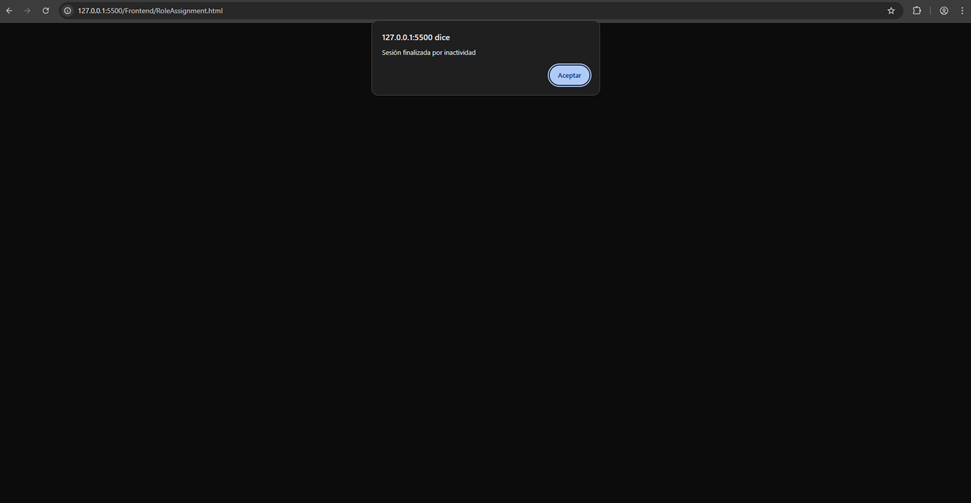 127.0.0.1:5500/Frontend/RoleAssignment.html
127.0.0.1:5500 dice
Sesión finalizada por inactividad
Aceptar